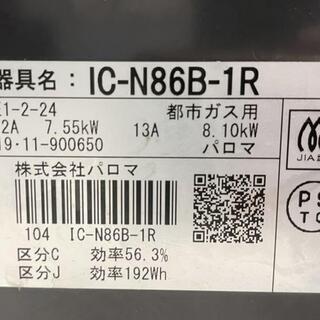 器具名：IC-N86B-1R
1-2-24
都市ガス用
2A 7.55kW 13A 8.10kW
19・11-900650 パロマ
株式会社パロマ
104 IC-N86B-1R
区分C 効率56.3%
区分J 効率192Wh
JIA
PS
TG